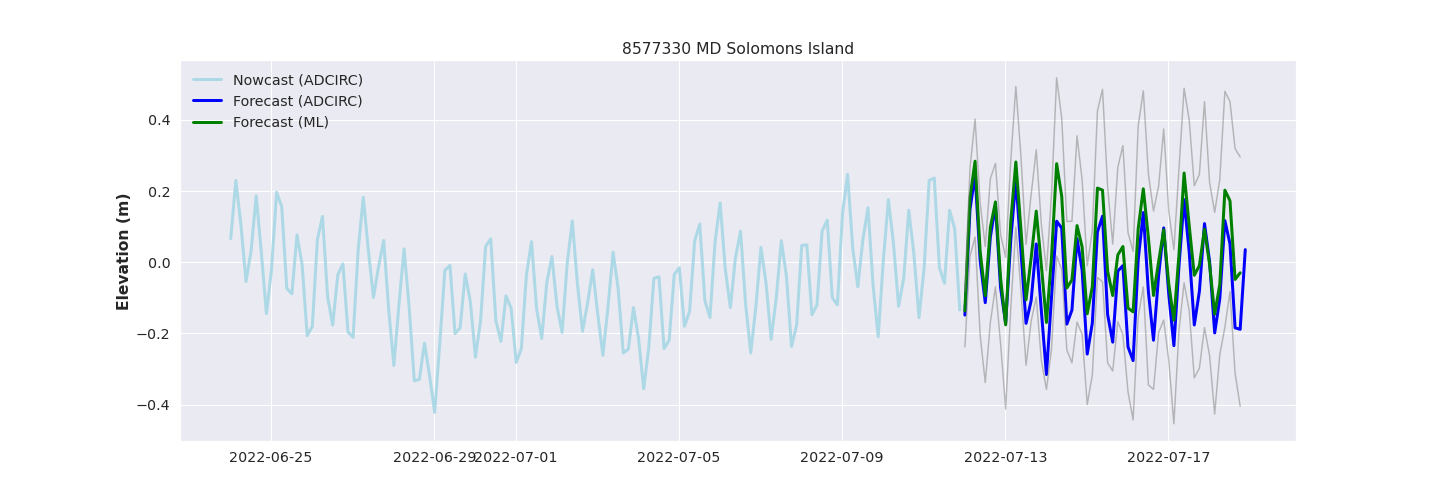 8577330 MD Solomons Island
Nowcast (ADCIRC)
Forecast (ADCIRC)
Forecast (ML)
Elevation (m)
0.4
0.2
0.0
−0.2
−0.4
2022-06-25 2022-06-29 2022-07-01 2022-07-05 2022-07-09 2022-07-13 2022-07-17